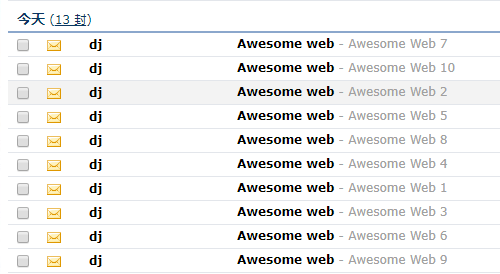 今天 (13 封)
dj Awesome web - Awesome Web 7
dj Awesome web - Awesome Web 10
dj Awesome web - Awesome Web 2
dj Awesome web - Awesome Web 5
dj Awesome web - Awesome Web 8
dj Awesome web - Awesome Web 4
dj Awesome web - Awesome Web 1
dj Awesome web - Awesome Web 3
dj Awesome web - Awesome Web 6
dj Awesome web - Awesome Web 9